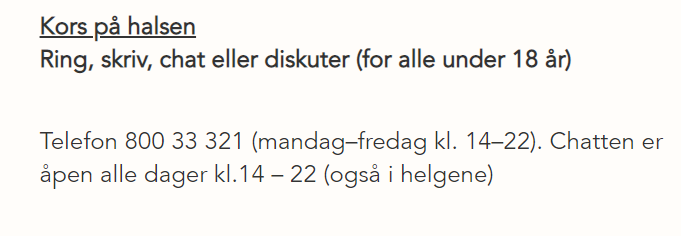 Kors på halsen
Ring, skriv, chat eller diskuter (for alle under 18 år)
Telefon 800 33 321 (mandag–fredag kl. 14–22). Chatten er
åpen alle dager kl.14 – 22 (også i helgene)